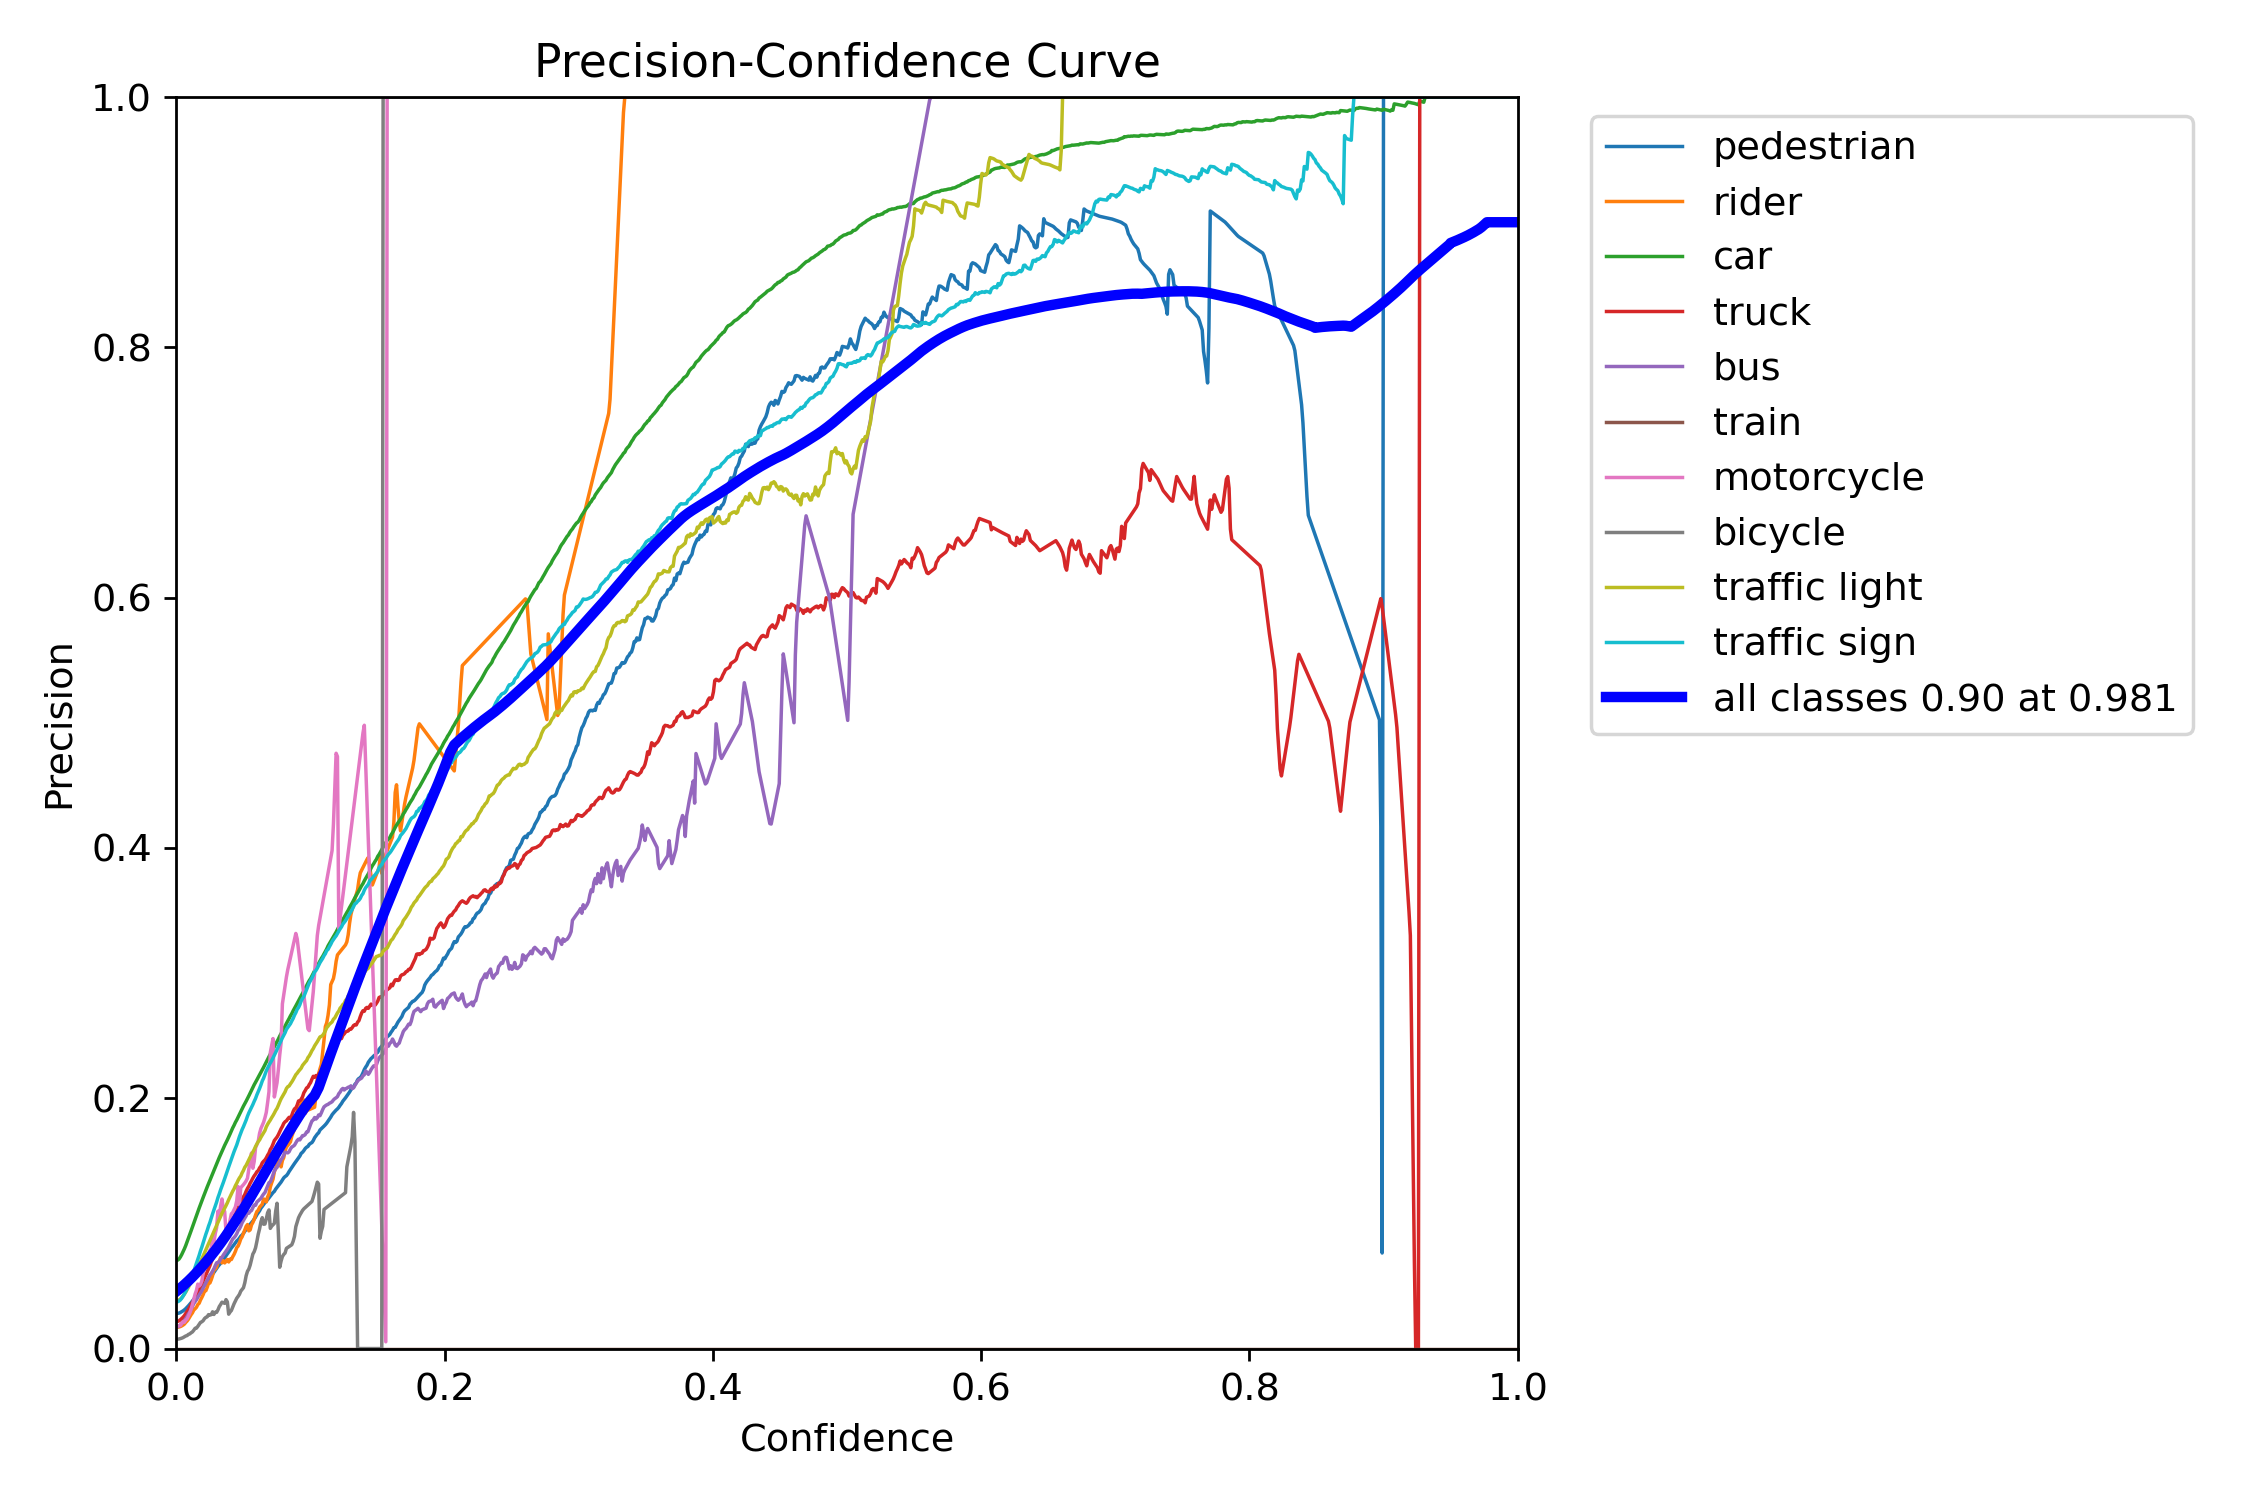 Precision-Confidence Curve
1.0
0.8
0.6
0.4
0.2
0.0
Precision
0.0 0.2 0.4 0.6 0.8 1.0
Confidence
pedestrian
rider
car
truck
bus
train
motorcycle
bicycle
traffic light
traffic sign
all classes 0.90 at 0.981